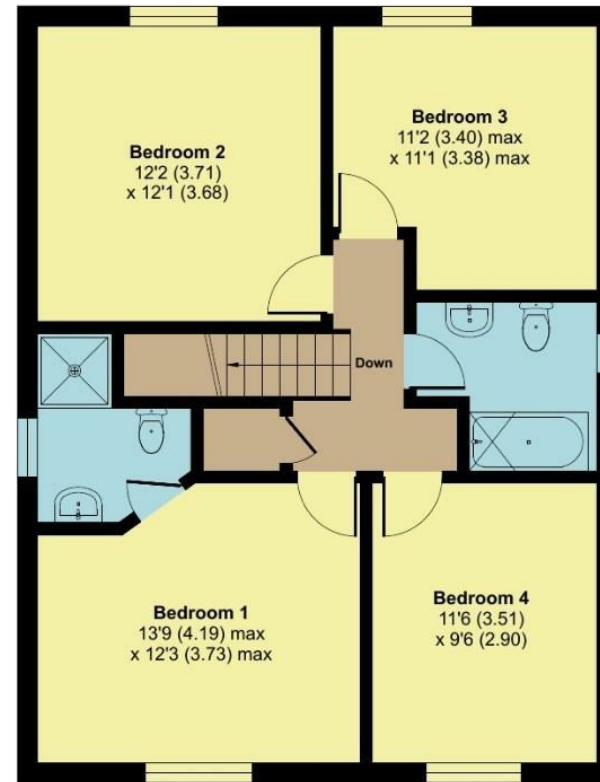 Bedroom 2
12'2 (3.71)
x 12'1 (3.68)
Bedroom 3
11'2 (3.40) max
x 11'1 (3.38) max
Down
Bedroom 1
13'9 (4.19) max
x 12'3 (3.73) max
Bedroom 4
11'6 (3.51)
x 9'6 (2.90)